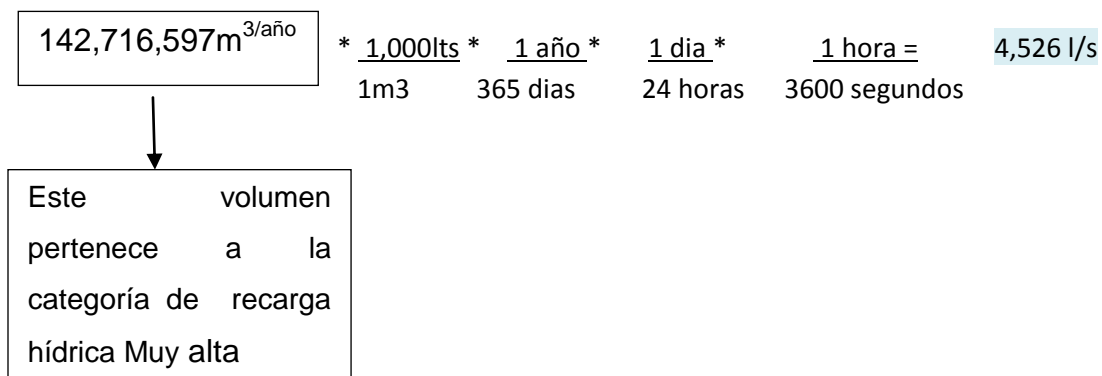 142,716,597m3/año * 1,000lts * 1 año * 1 dia * 1 hora = 4,526 l/s
1m3 365 dias 24 horas 3600 segundos
Este volumen
pertenece a la
categoría de recarga
hídrica Muy alta